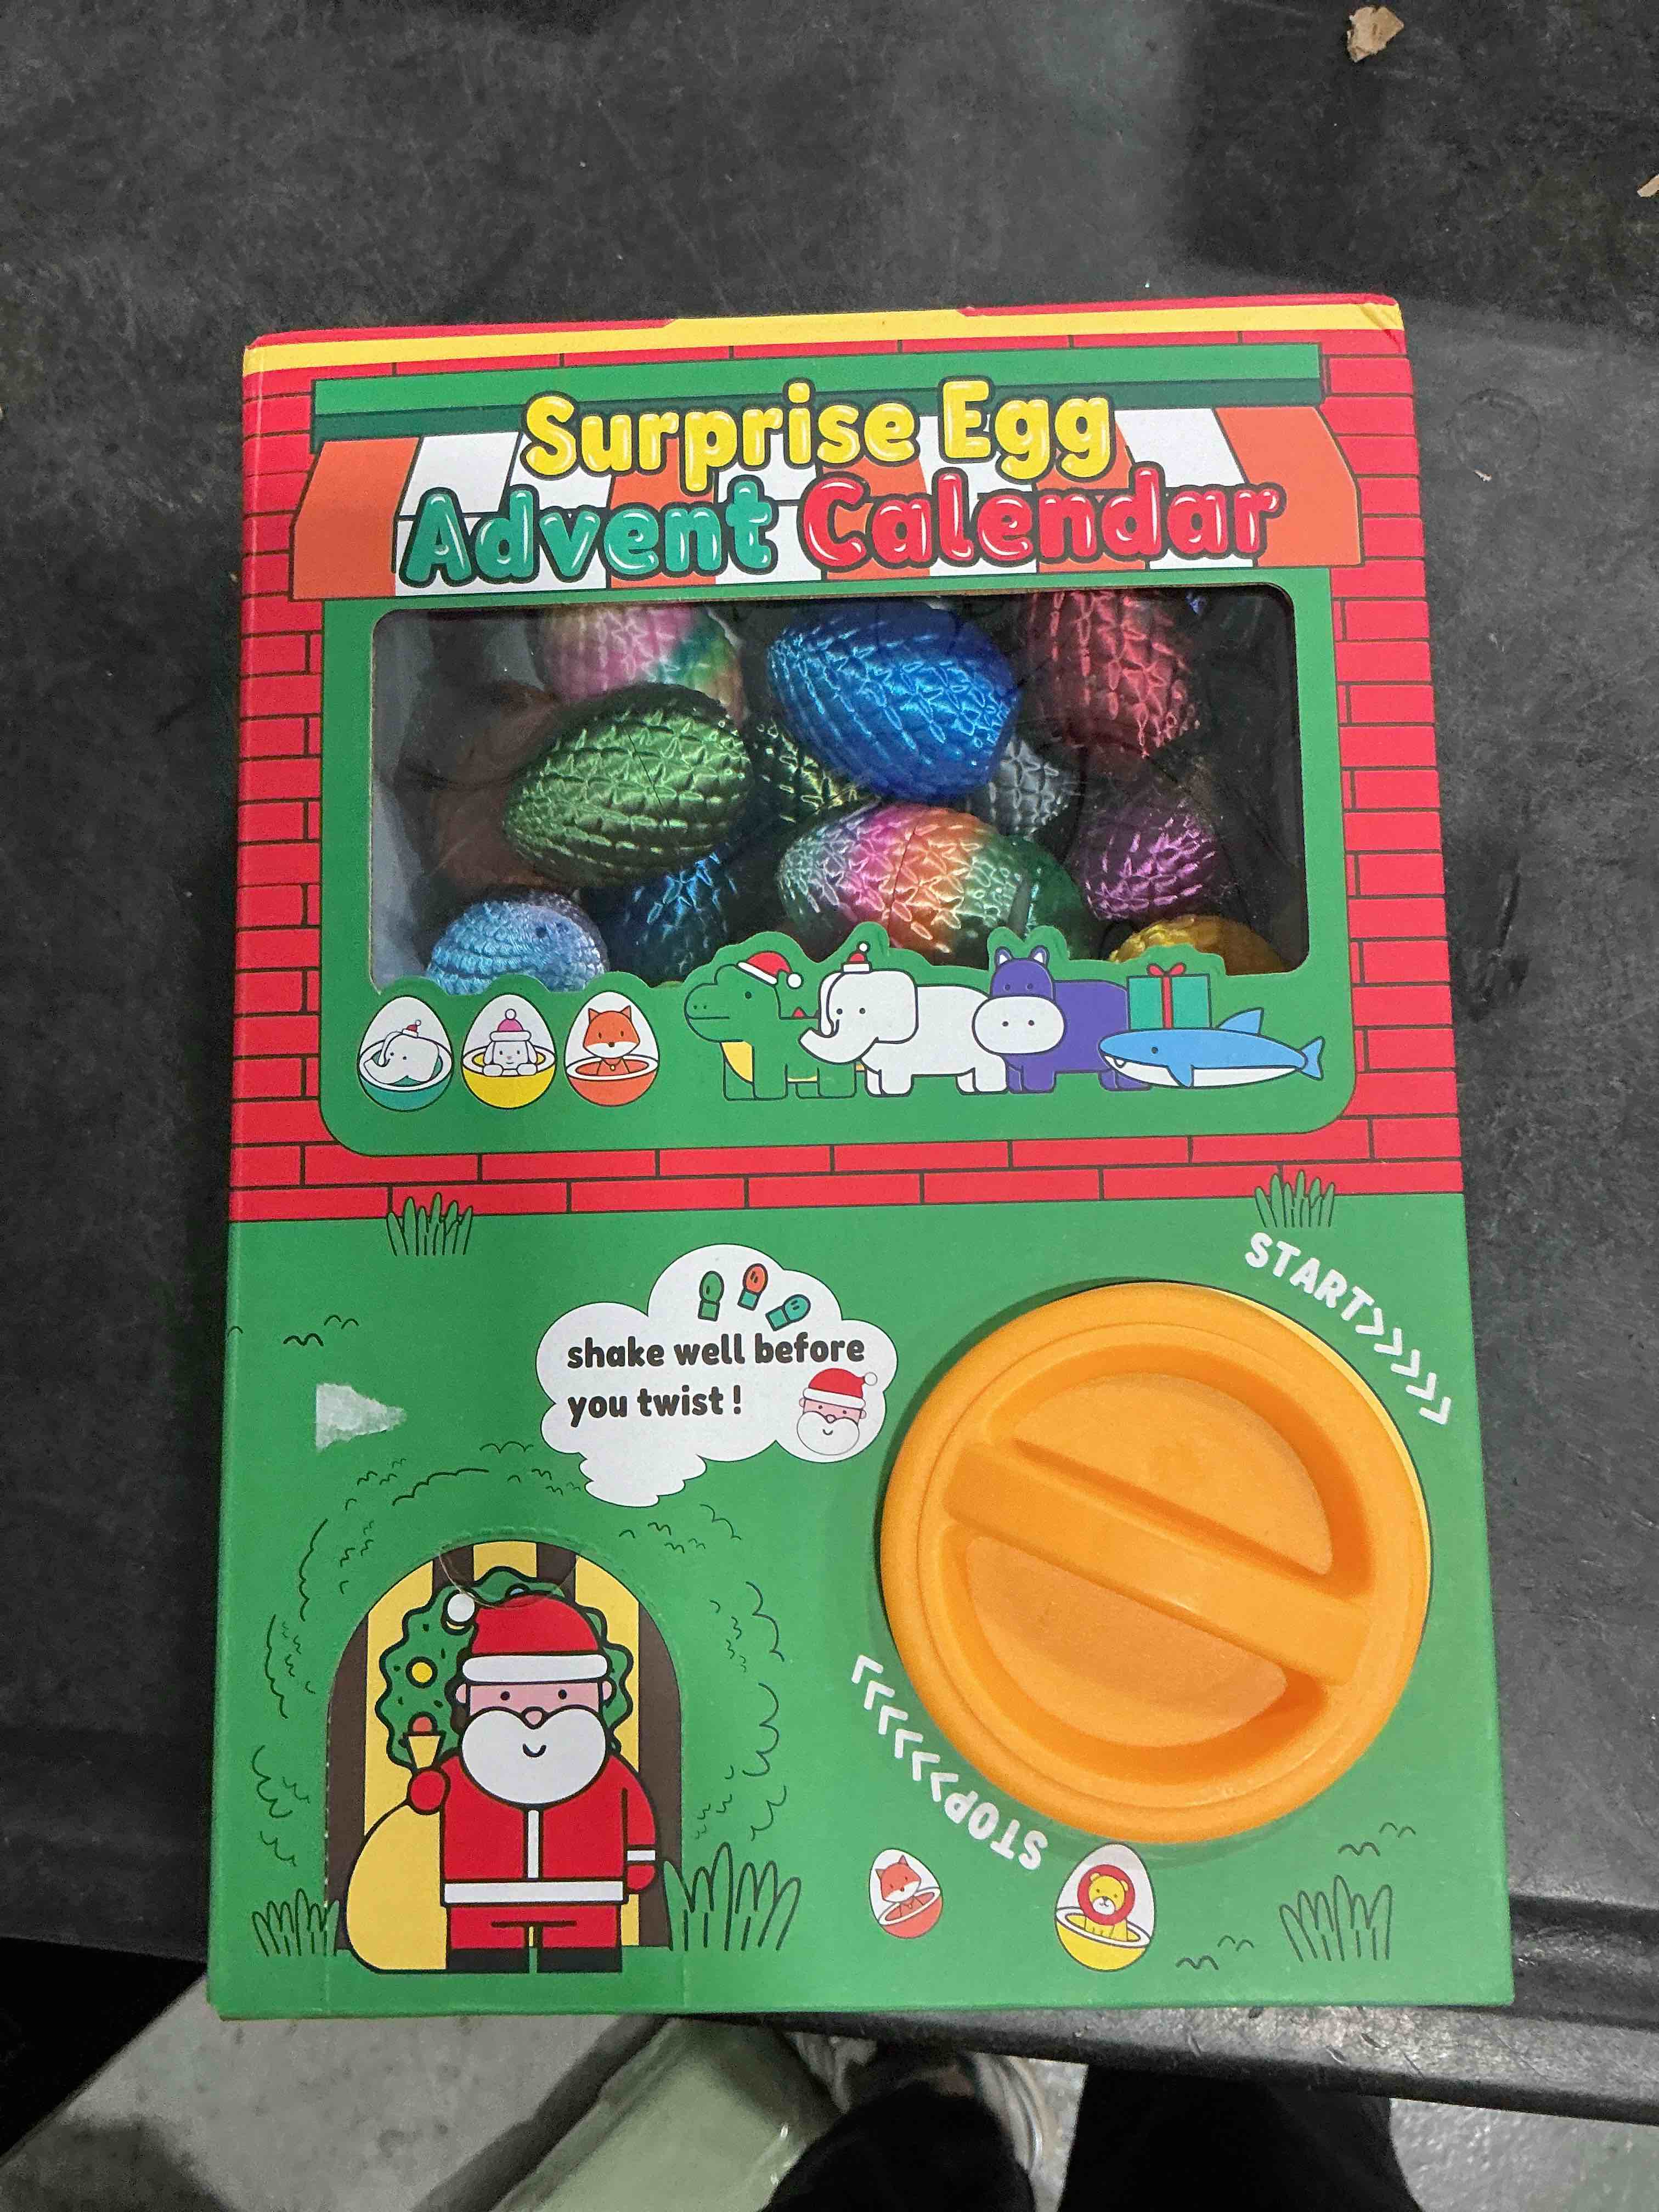 Surprise Egg
Advent Calendar
START
shake well before
you twist!
STOP